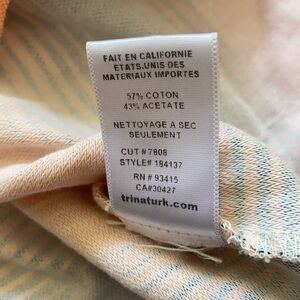 FAIT EN CALIFORNIE
ETATS.UNIS DES
MATERIAUX IMPORTES
57% COTON
43% ACETATE
NETTOYAGE A SEC
SEULEMENT
CUT # 7808
STYLE# 184137
RN # 93415
CA#30427
trinaturk.com